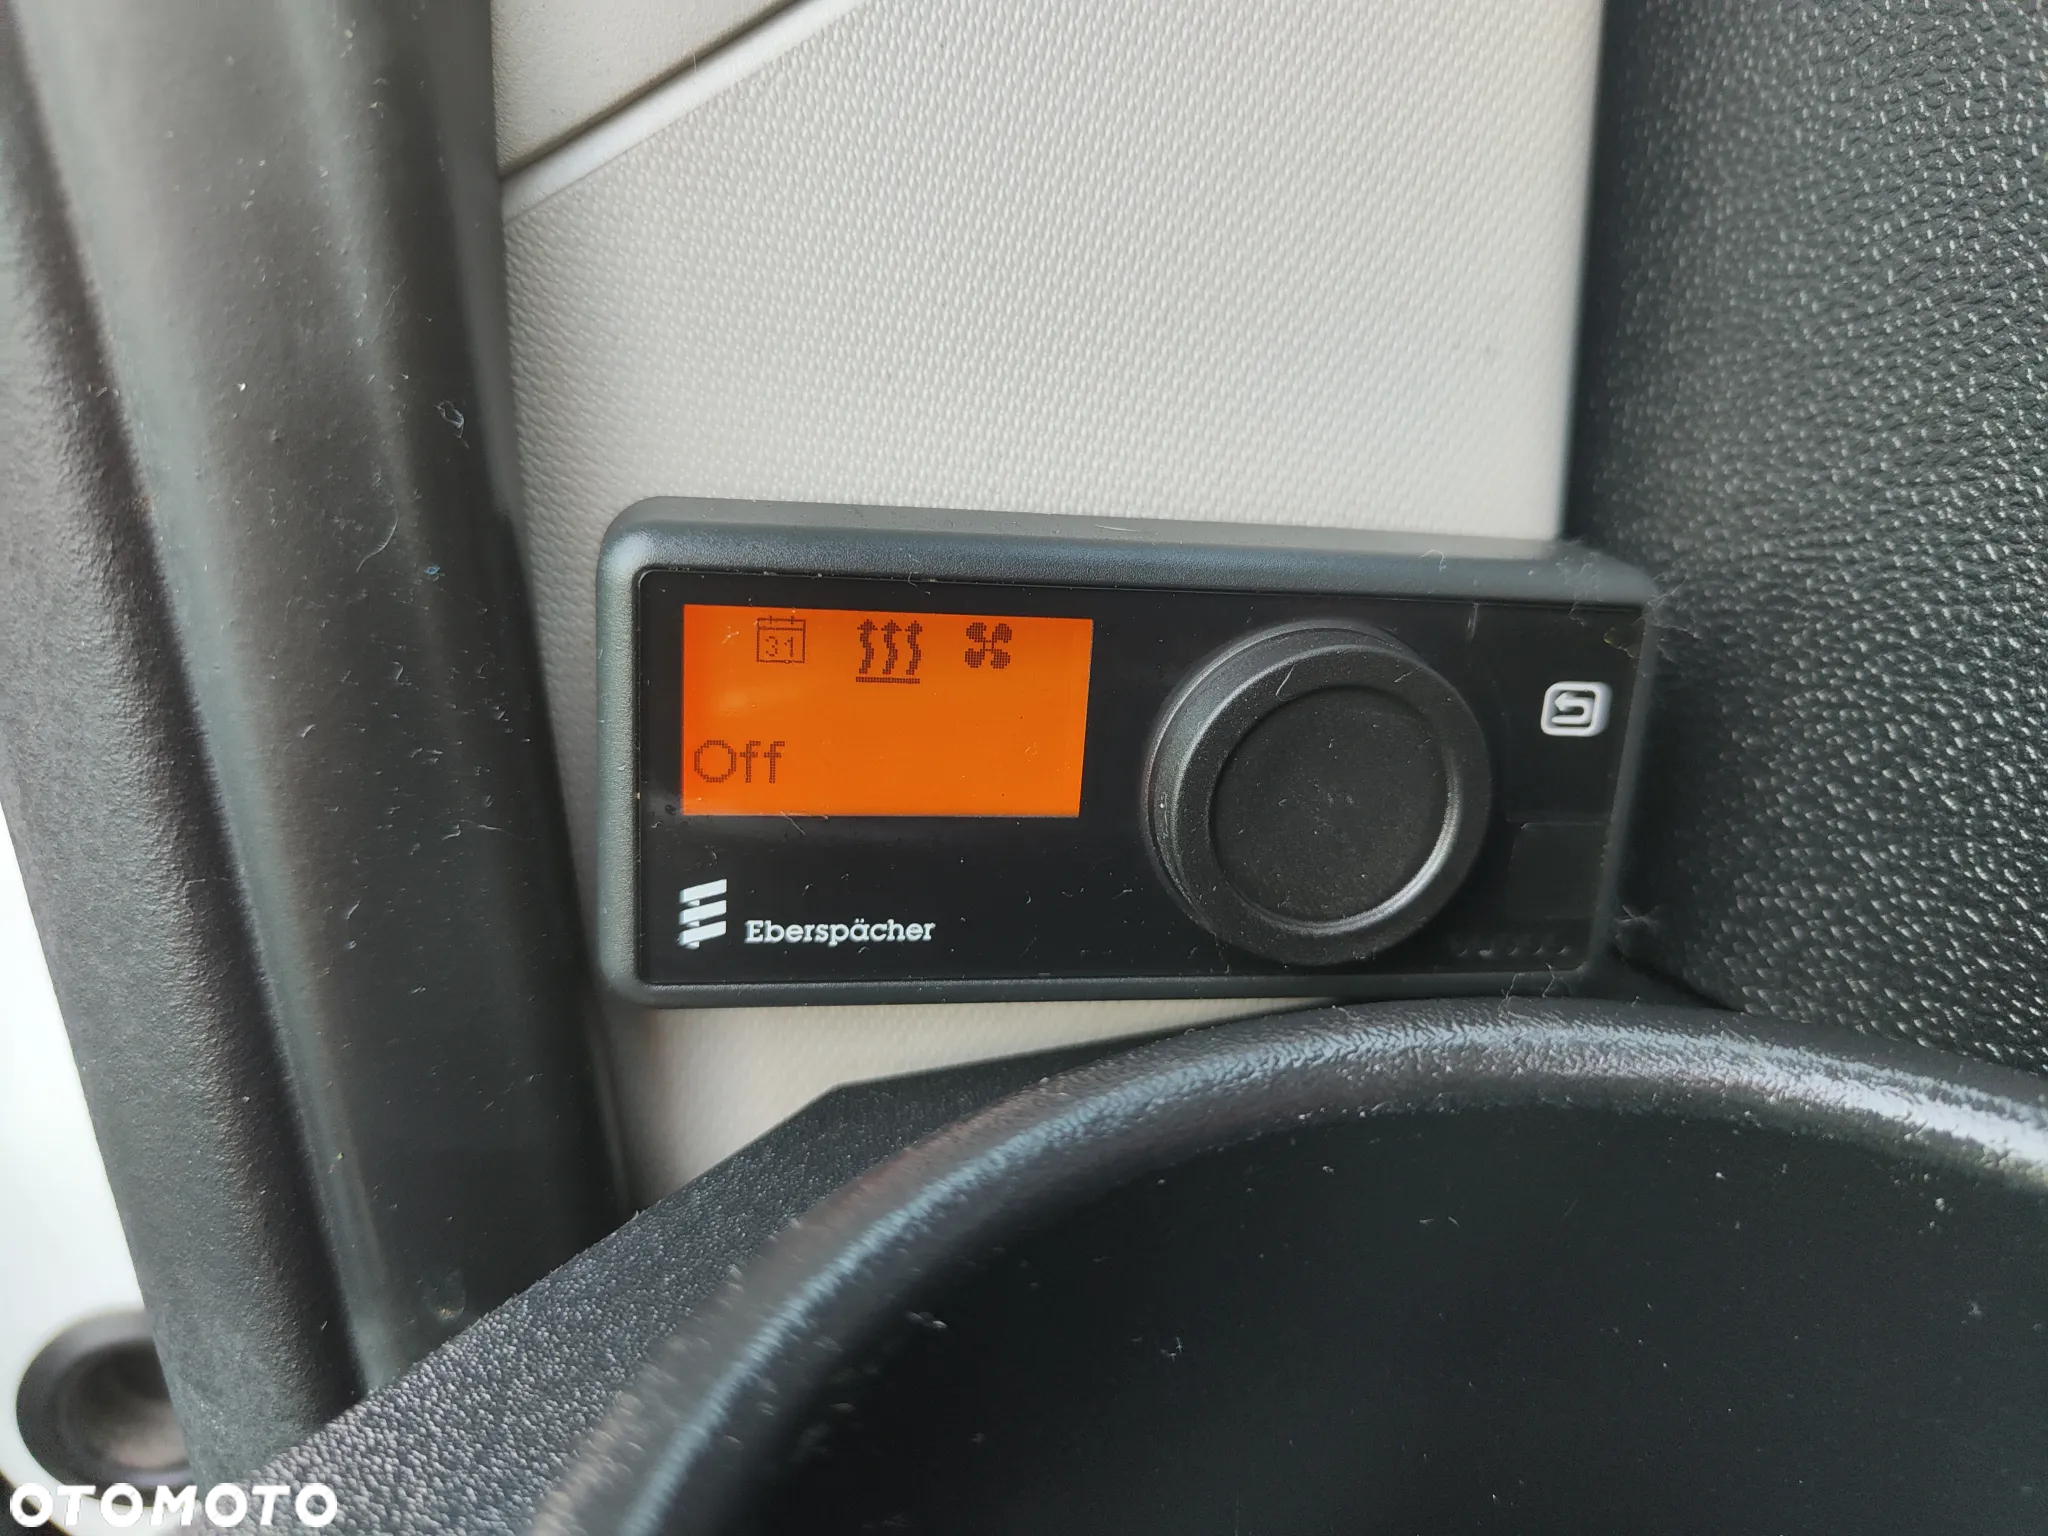 31
Off
Eberspächer
OTOMOTO